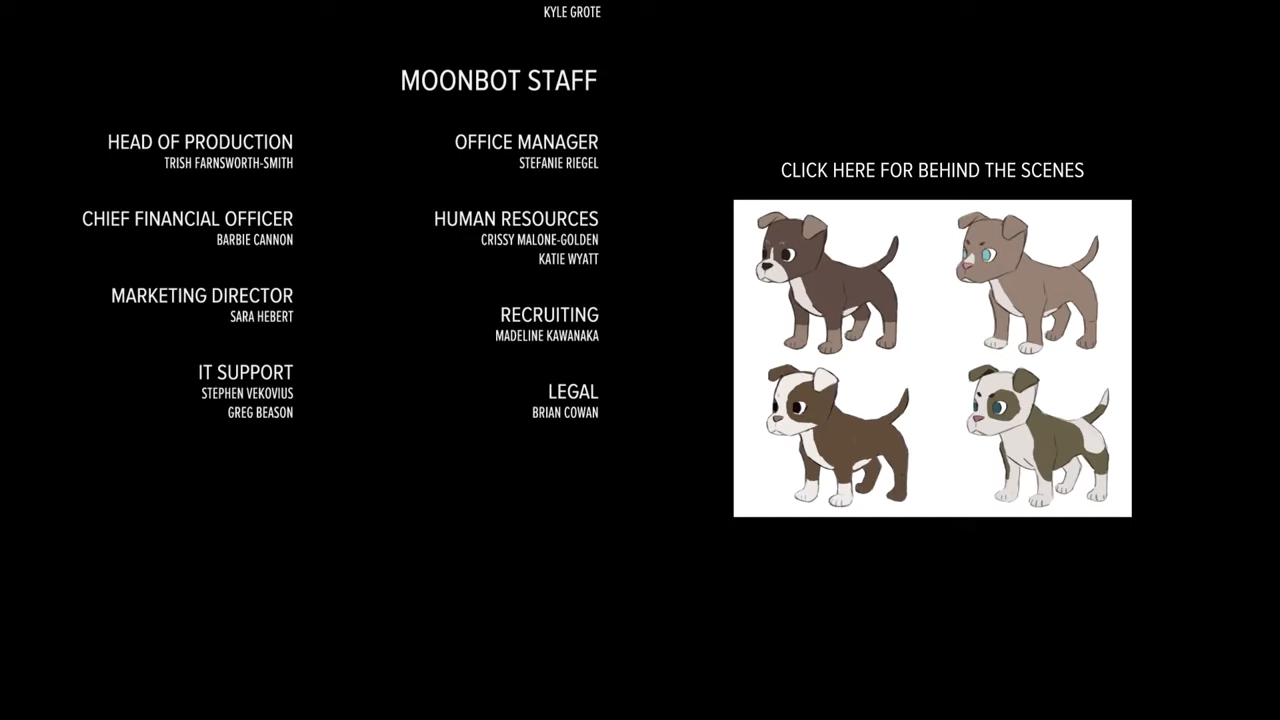 KYLE GROTE
MOONBOT STAFF
HEAD OF PRODUCTION
TRISH FARNSWORTH-SMITH
CHIEF FINANCIAL OFFICER
BARBIE CANNON
MARKETING DIRECTOR
SARA HEBERT
IT SUPPORT
STEPHEN VEKOVIUS
GREG BEASON
OFFICE MANAGER
STEFANIE RIEGEL
HUMAN RESOURCES
CRISSY MALONE-GOLDEN
KATIE WYATT
RECRUITING
MADELINE KAWANAKA
LEGAL
BRIAN COWAN
CLICK HERE FOR BEHIND THE SCENES